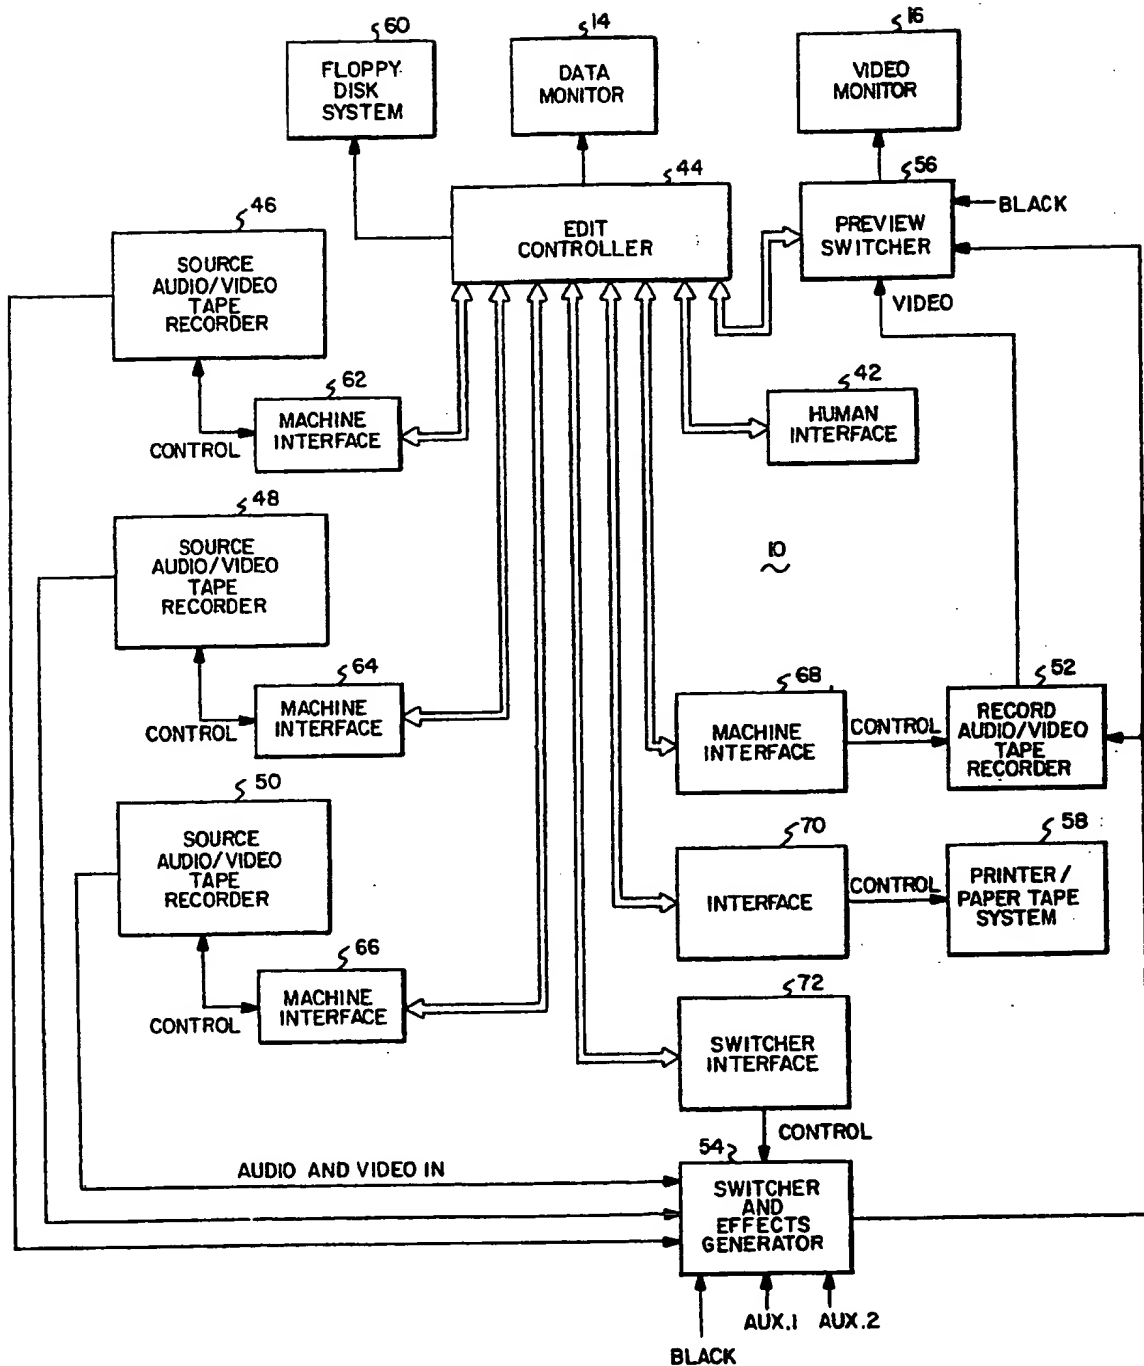 60
FLOPPY
DISK
SYSTEM
14
DATA
MONITOR
16
VIDEO
MONITOR
44
EDIT
CONTROLLER
56
PREVIEW
SWITCHER
BLACK
VIDEO
46
SOURCE
AUDIO/VIDEO
TAPE
RECORDER
62
MACHINE
INTERFACE
CONTROL
42
HUMAN
INTERFACE
48
SOURCE
AUDIO/VIDEO
TAPE
RECORDER
10
64
MACHINE
INTERFACE
CONTROL
68
MACHINE
INTERFACE
CONTROL
52
RECORD
AUDIO/VIDEO
TAPE
RECORDER
50
SOURCE
AUDIO/VIDEO
TAPE
RECORDER
70
INTERFACE
CONTROL
58
PRINTER/
PAPER TAPE
SYSTEM
66
MACHINE
INTERFACE
CONTROL
72
SWITCHER
INTERFACE
CONTROL
54
AUDIO AND VIDEO IN
SWITCHER
AND
EFFECTS
GENERATOR
AUX.1 AUX.2
BLACK